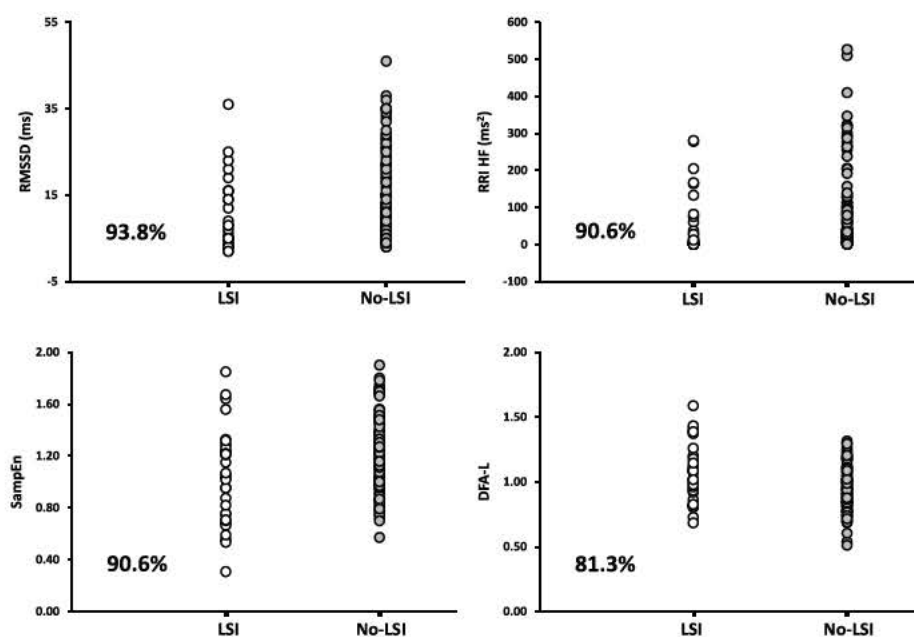 55
35
15
-5
RMSSD (ms)
93.8%
LSI
No-LSI
600
500
400
300
200
100
0
-100
RRI HF (ms²)
90.6%
LSI
No-LSI
2.00
1.60
1.20
0.80
0.40
0.00
SampEn
90.6%
LSI
No-LSI
2.00
1.50
1.00
0.50
0.00
DFA-L
81.3%
LSI
No-LSI